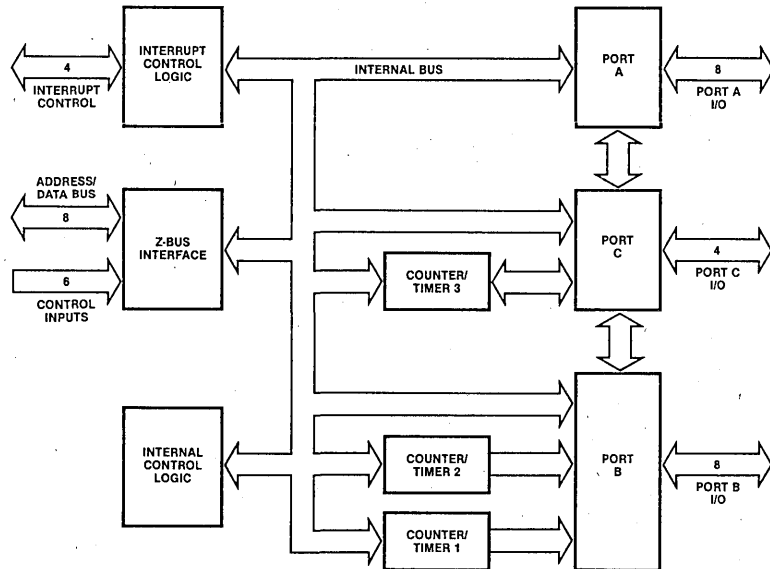 INTERRUPT
CONTROL
LOGIC
4
INTERRUPT
CONTROL
INTERNAL BUS
PORT
A
8
PORT A
I/O
ADDRESS/
DATA BUS
8
Z-BUS
INTERFACE
6
CONTROL
INPUTS
PORT
C
4
PORT C
I/O
COUNTER/
TIMER 3
INTERNAL
CONTROL
LOGIC
COUNTER/
TIMER 2
PORT
B
8
PORT B
I/O
COUNTER/
TIMER 1